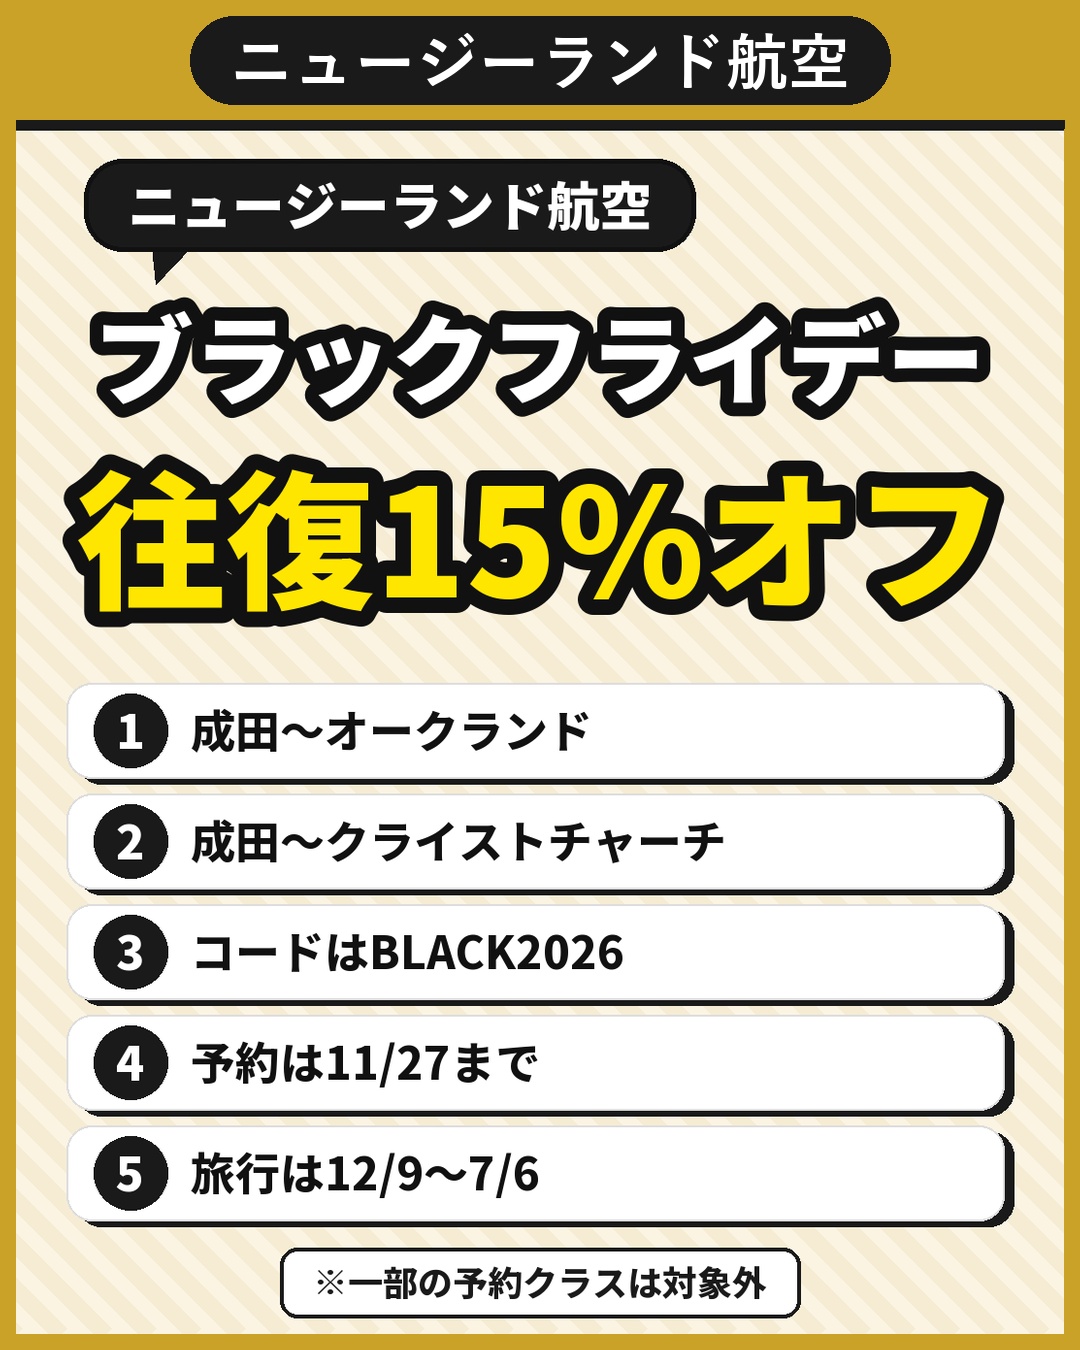 ニュージーランド航空
ニュージーランド航空
ブラックフライデー
往復15%オフ
1 成田〜オークランド
2 成田〜クライストチャーチ
3 コードはBLACK2026
4 予約は11/27まで
5 旅行は12/9〜7/6
※一部の予約クラスは対象外